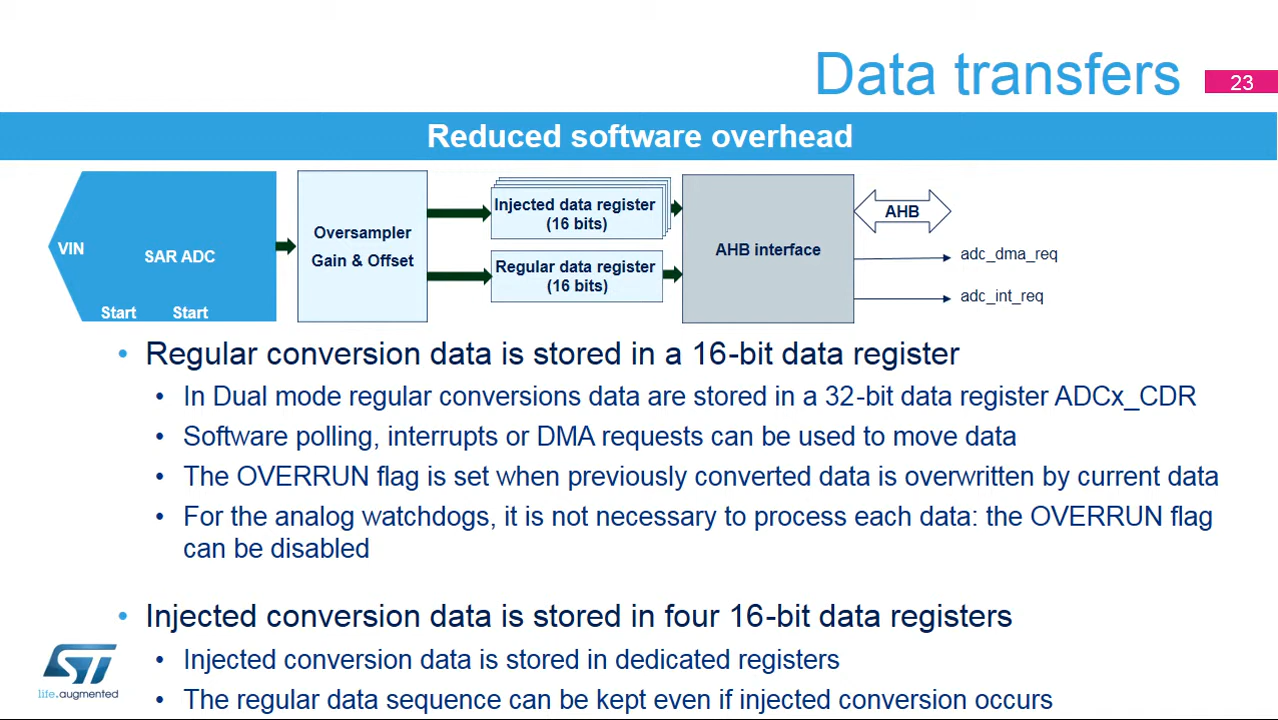 Data transfers
23
Reduced software overhead
VIN
SAR ADC
Start
Start
Oversampler
Gain & Offset
Injected data register
(16 bits)
Regular data register
(16 bits)
AHB interface
AHB
adc_dma_req
adc_int_req
• Regular conversion data is stored in a 16-bit data register
• In Dual mode regular conversions data are stored in a 32-bit data register ADCx_CDR
• Software polling, interrupts or DMA requests can be used to move data
• The OVERRUN flag is set when previously converted data is overwritten by current data
• For the analog watchdogs, it is not necessary to process each data: the OVERRUN flag
can be disabled
• Injected conversion data is stored in four 16-bit data registers
• Injected conversion data is stored in dedicated registers
• The regular data sequence can be kept even if injected conversion occurs
ST
life.augmented